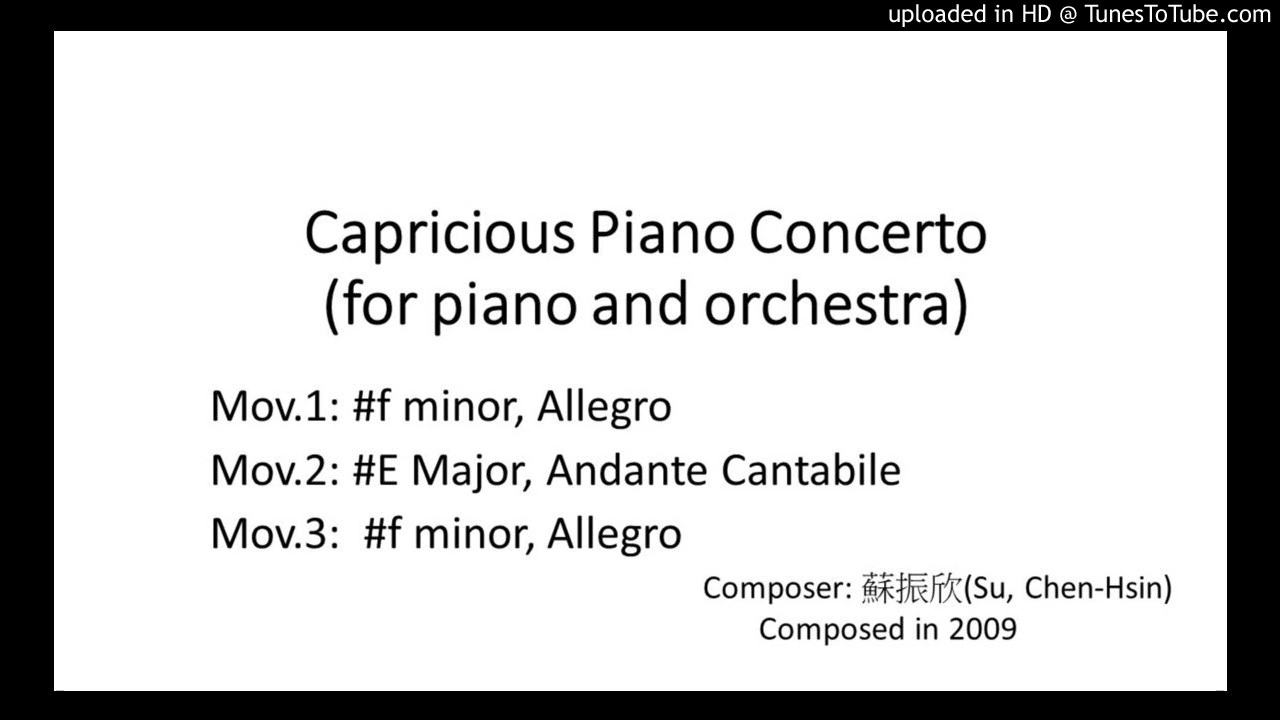 uploaded in HD @ TunesToTube.com
Capricious Piano Concerto
(for piano and orchestra)
Mov.1: #f minor, Allegro
Mov.2: #E Major, Andante Cantabile
Mov.3: #f minor, Allegro
Composer: 蘇振欣(Su, Chen-Hsin)
Composed in 2009